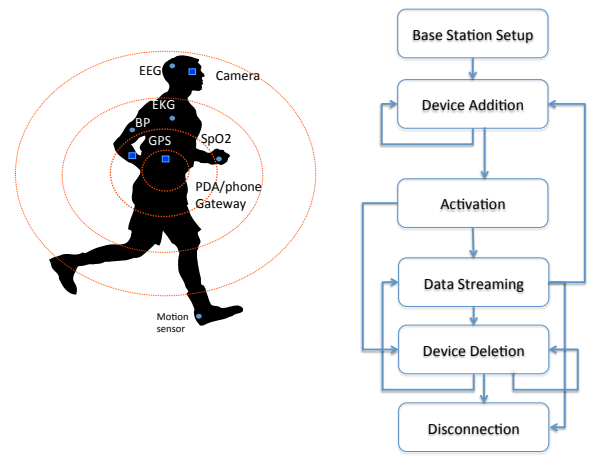 EEG
Camera
EKG
BP
GPS
SpO2
PDA/phone
Gateway
Motion
sensor
Base Station Setup
Device Addition
Activation
Data Streaming
Device Deletion
Disconnection